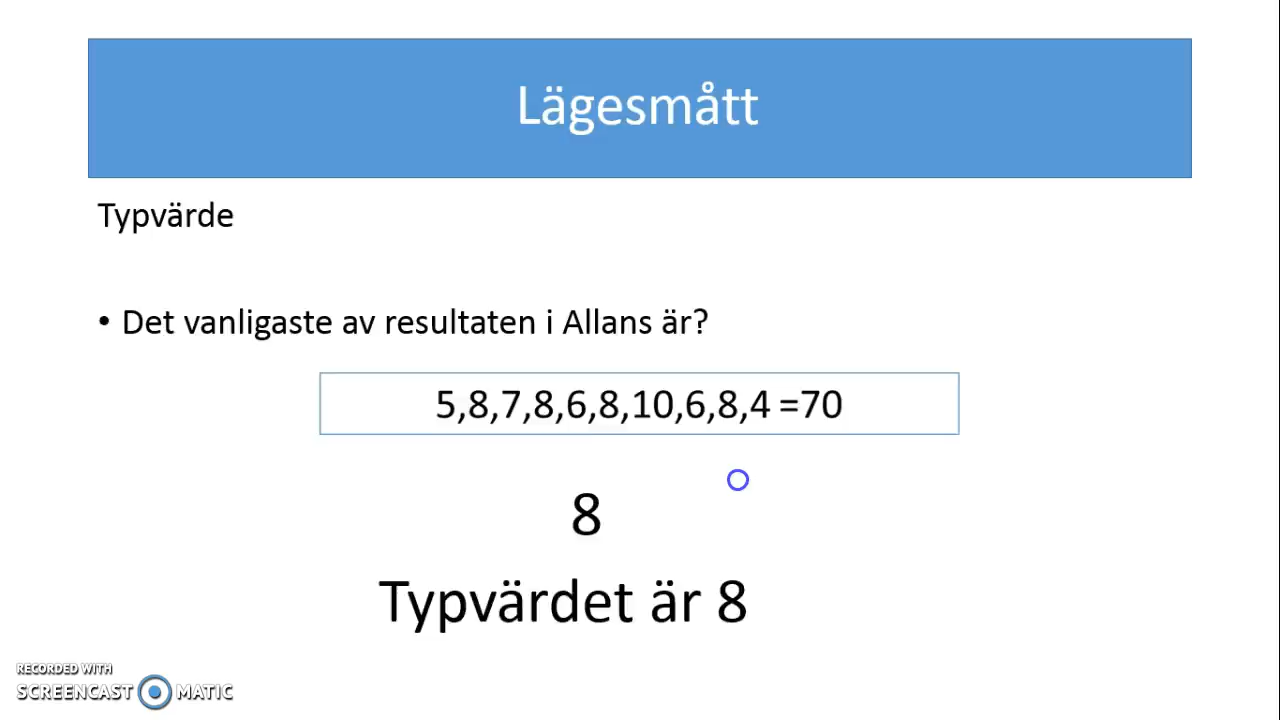 Lägesmått
Typvärde
• Det vanligaste av resultaten i Allans är?
5,8,7,8,6,8,10,6,8,4 =70
8
Typvärdet är 8
RECORDED WITH
SCREENCAST MATIC